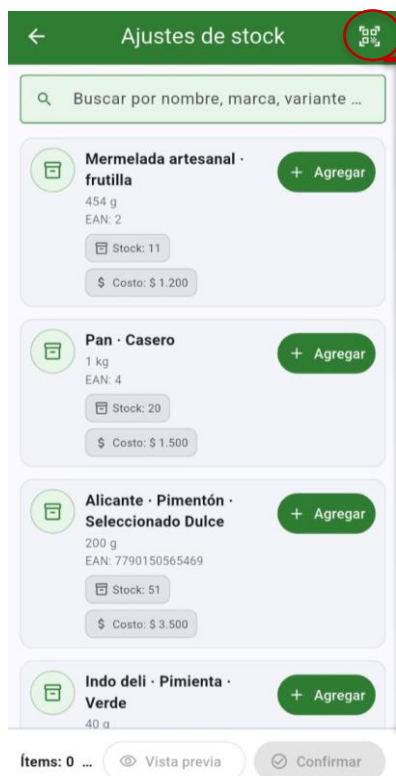 Ajustes de stock
Buscar por nombre, marca, variante ...
Mermelada artesanal ·
frutilla
454 g
EAN: 2
Stock: 11
$ Costo: $ 1.200
+ Agregar
Pan · Casero
1 kg
EAN: 4
Stock: 20
$ Costo: $ 1.500
+ Agregar
Alicante · Pimentón ·
Seleccionado Dulce
200 g
EAN: 7790150565469
Stock: 51
$ Costo: $ 3.500
+ Agregar
Indo deli · Pimienta ·
Verde
40 g
+ Agregar
Ítems: 0 ...
Vista previa
Confirmar